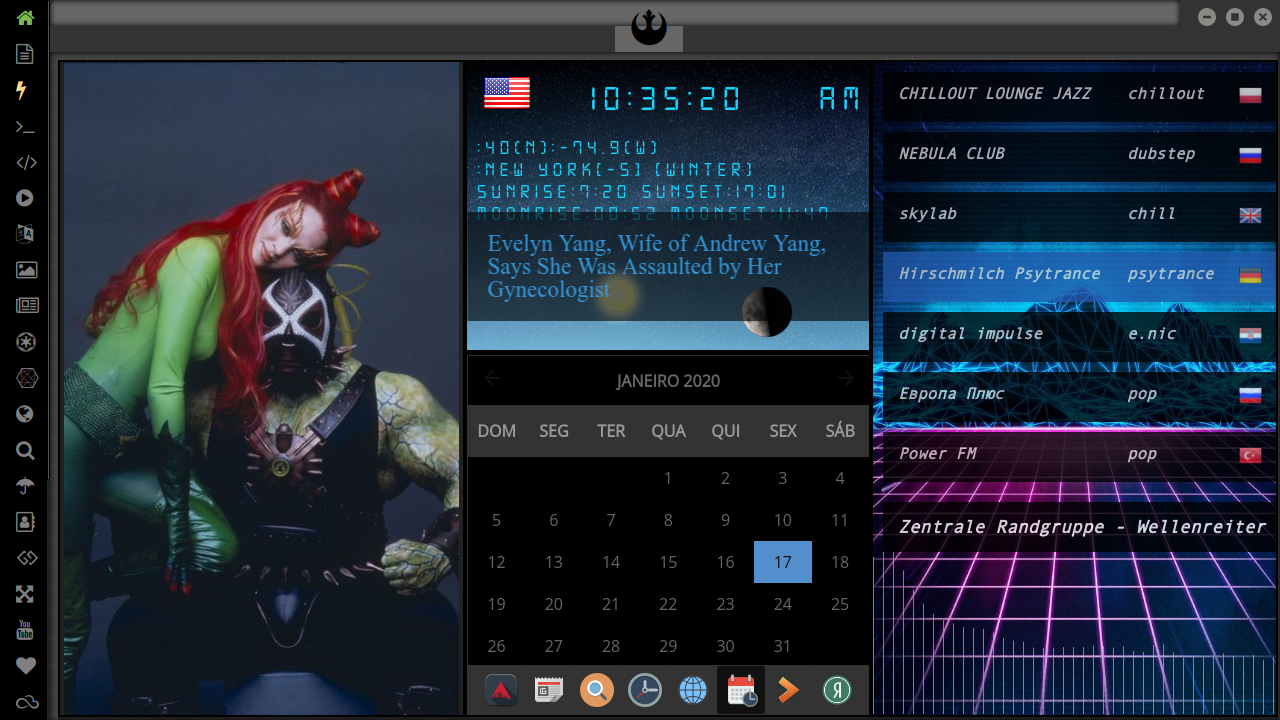 10:35:20 AM
:40(N):-74.9(W)
:NEW YORK[-5] [WINTER]
SUNRISE:7:20 SUNSET:17:01
MOONRISE:00:52 MOONSET:11:40
Evelyn Yang, Wife of Andrew Yang,
Says She Was Assaulted by Her
Gynecologist
JANEIRO 2020
DOM SEG TER QUA QUI SEX SÁB
1 2 3 4
5 6 7 8 9 10 11
12 13 14 15 16 17 18
19 20 21 22 23 24 25
26 27 28 29 30 31
CHILLOUT LOUNGE JAZZ chillout
NEBULA CLUB dubstep
skylab chill
Hirschmilch Psytrance psytrance
digital impulse e.nic
Европа Плюс pop
Power FM pop
Zentrale Randgruppe - Wellenreiter
You
Tube
Я